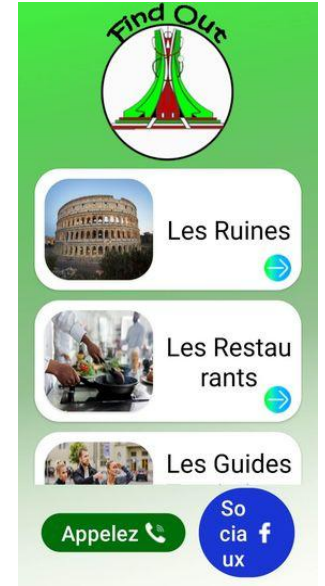 Find Out
Les Ruines
Les Restau
rants
Les Guides
Appelez
So
cia
ux